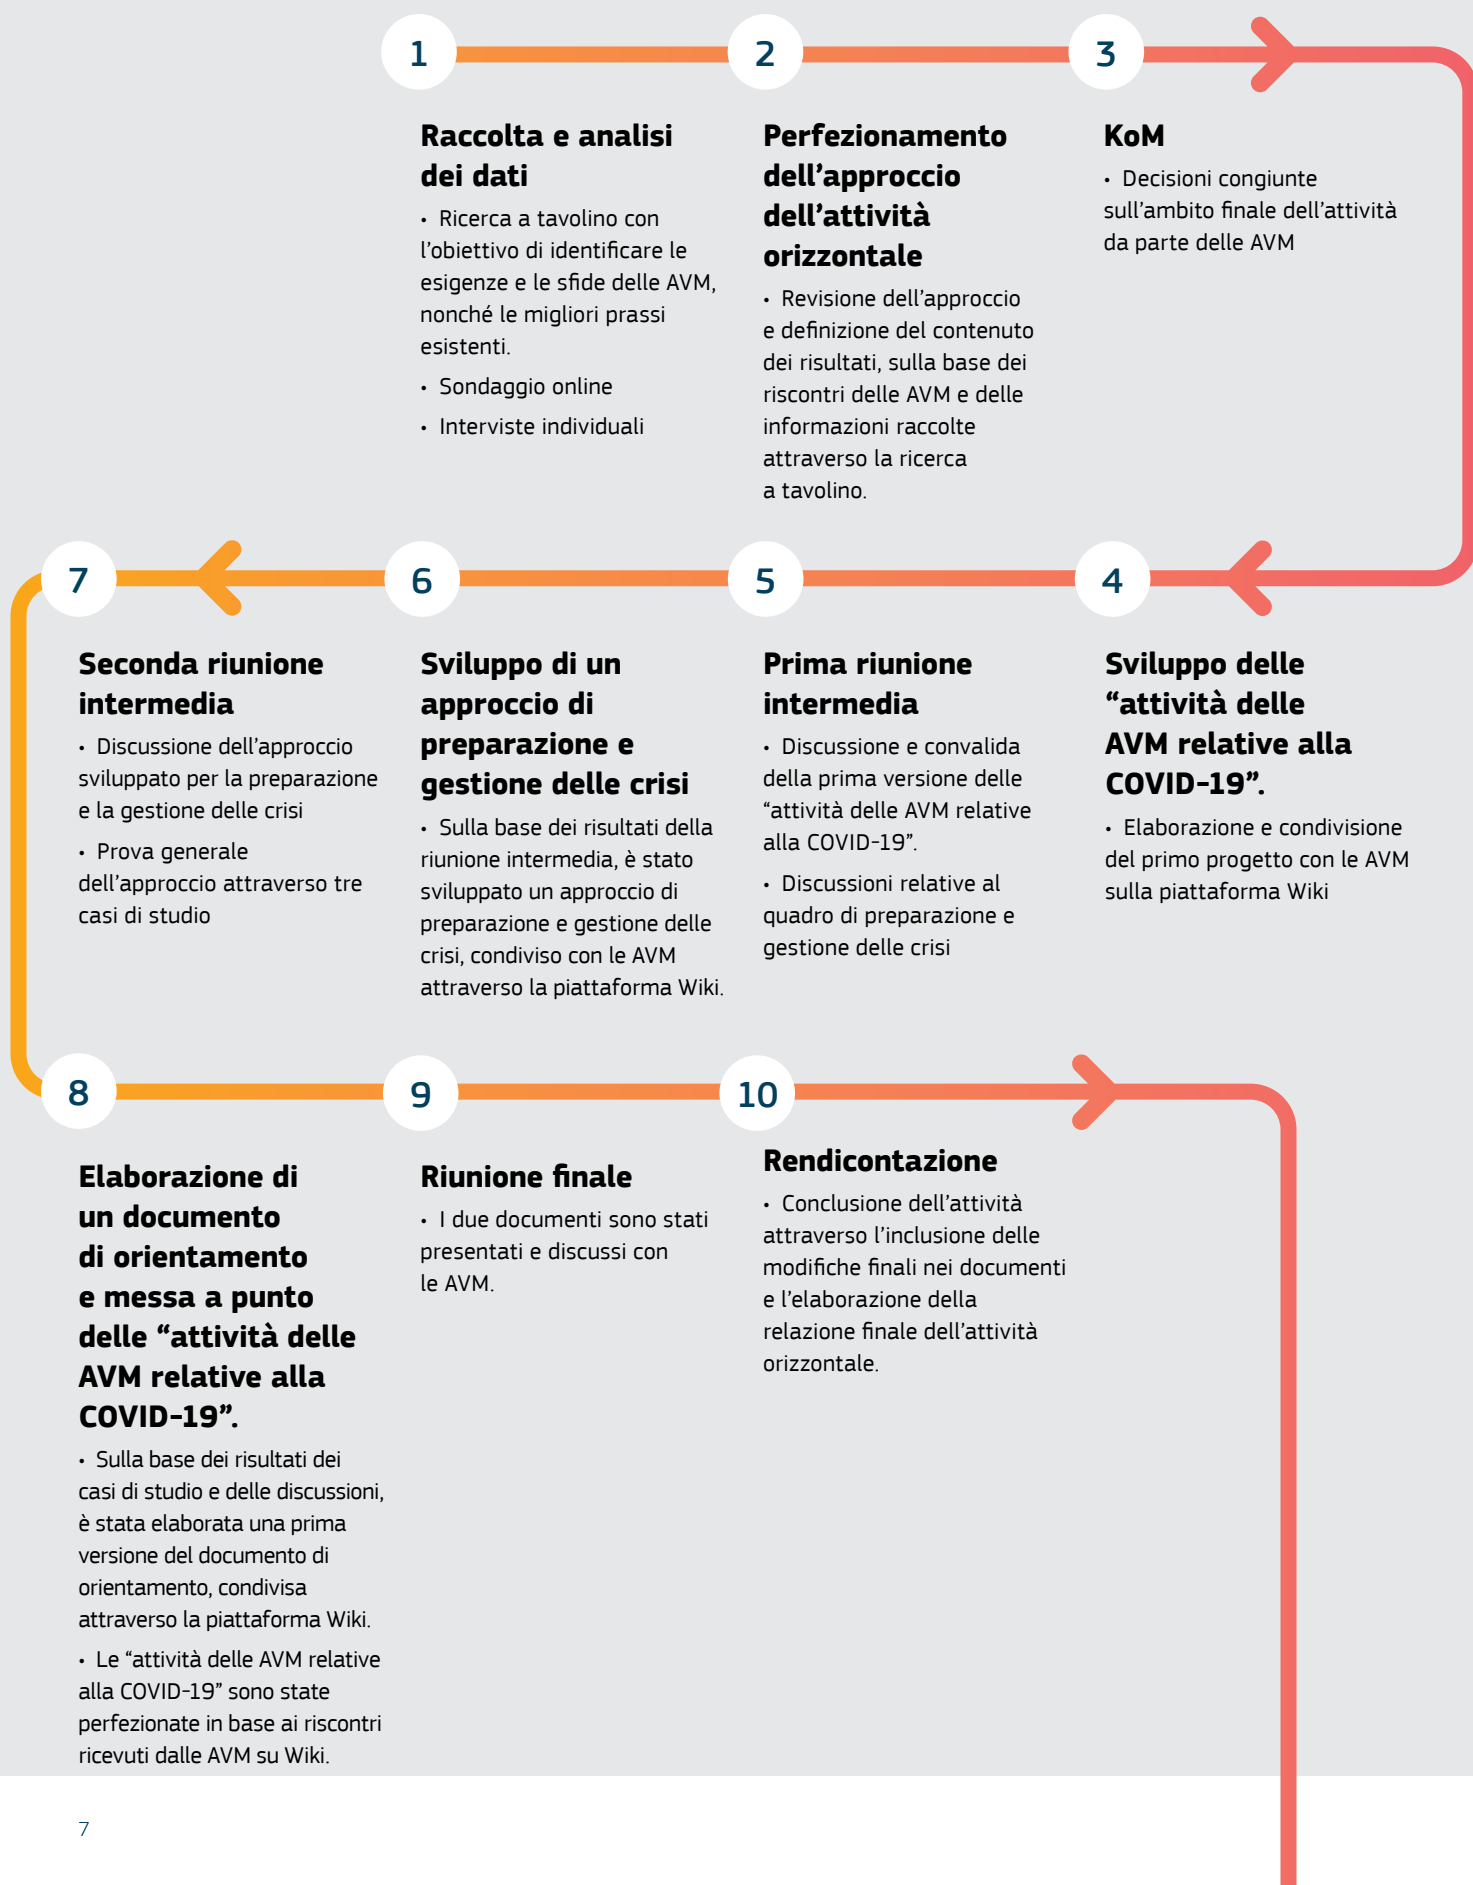 1
Raccolta e analisi
dei dati
• Ricerca a tavolino con
l’obiettivo di identificare le
esigenze e le sfide delle AVM,
nonché le migliori prassi
esistenti.
• Sondaggio online
• Interviste individuali
2
Perfezionamento
dell’approccio
dell’attività
orizzontale
• Revisione dell’approccio
e definizione del contenuto
dei risultati, sulla base dei
riscontri delle AVM e delle
informazioni raccolte
attraverso la ricerca
a tavolino.
3
KoM
• Decisioni congiunte
sull’ambito finale dell’attività
da parte delle AVM
4
Sviluppo delle
“attività delle
AVM relative alla
COVID-19”.
• Elaborazione e condivisione
del primo progetto con le AVM
sulla piattaforma Wiki
5
Prima riunione
intermedia
• Discussione e convalida
della prima versione delle
“attività delle AVM relative
alla COVID-19”.
• Discussioni relative al
quadro di preparazione e
gestione delle crisi
6
Sviluppo di un
approccio di
preparazione e
gestione delle crisi
• Sulla base dei risultati della
riunione intermedia, è stato
sviluppato un approccio di
preparazione e gestione delle
crisi, condiviso con le AVM
attraverso la piattaforma Wiki.
7
Seconda riunione
intermedia
• Discussione dell’approccio
sviluppato per la preparazione
e la gestione delle crisi
• Prova generale
dell’approccio attraverso tre
casi di studio
8
Elaborazione di
un documento
di orientamento
e messa a punto
delle “attività delle
AVM relative alla
COVID-19”.
• Sulla base dei risultati dei
casi di studio e delle discussioni,
è stata elaborata una prima
versione del documento di
orientamento, condivisa
attraverso la piattaforma Wiki.
• Le “attività delle AVM relative
alla COVID-19” sono state
perfezionate in base ai riscontri
ricevuti dalle AVM su Wiki.
9
Riunione finale
• I due documenti sono stati
presentati e discussi con
le AVM.
10
Rendicontazione
• Conclusione dell’attività
attraverso l’inclusione delle
modifiche finali nei documenti
e l’elaborazione della
relazione finale dell’attività
orizzontale.
7